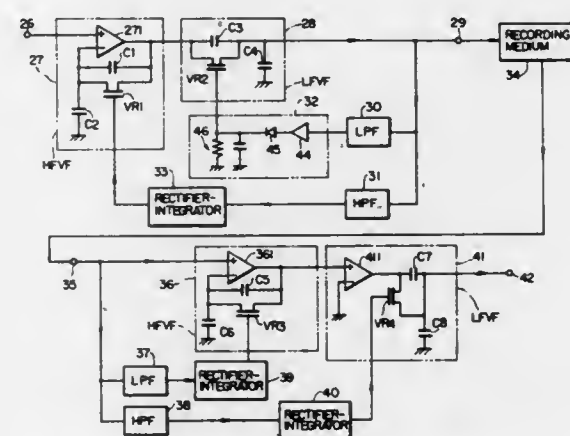 26
27
271
C1
VR1
C2
HFVF
28
C3
VR2
C4
LFVF
29
RECORDING
MEDIUM
34
32
46
45
44
30
LPF
33
RECTIFIER-
INTEGRATOR
31
HPF
35
36
361
C5
VR3
C6
HFVF
411
C7
41
VR4
C8
LFVF
42
37
LPF
RECTIFIER-
INTEGRATOR
39
HPF
38
RECTIFIER-
INTEGRATOR
40